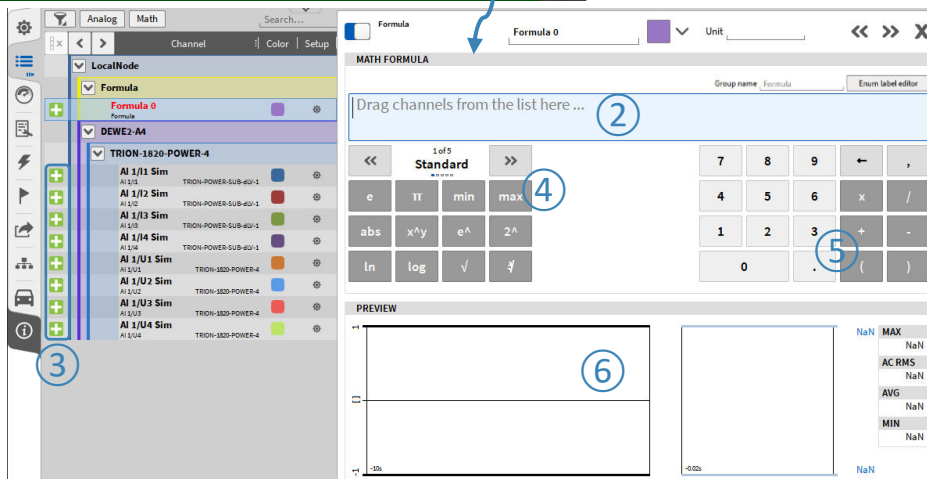 Analog Math Search...
Channel Color Setup
LocalNode
Formula
Formula 0
Formula
DEWE2-A4
TRION-1820-POWER-4
AI 1/I1 Sim
AI 1/I1 TRION-POWER-SUB-dLV-1
AI 1/I2 Sim
AI 1/I2 TRION-POWER-SUB-dLV-1
AI 1/I3 Sim
AI 1/I3 TRION-POWER-SUB-dLV-1
AI 1/I4 Sim
AI 1/I4 TRION-POWER-SUB-dLV-1
AI 1/U1 Sim
AI 1/U1 TRION-1820-POWER-4
AI 1/U2 Sim
AI 1/U2 TRION-1820-POWER-4
AI 1/U3 Sim
AI 1/U3 TRION-1820-POWER-4
AI 1/U4 Sim
AI 1/U4 TRION-1820-POWER-4
3
Formula Formula 0 Unit << >> X
MATH FORMULA
Group name Formula Enum label editor
Drag channels from the list here ... 2
<< 1 of 5 >>
Standard
4
e π min max
abs x^y e^ 2^
ln log √ ∛
7 8 9 ← ,
4 5 6 x /
1 2 3 + -
0 . ( )
5
PREVIEW
1
[]
-1
-10s
6
-0.02s
NaN
NaN
MAX
NaN
AC RMS
NaN
AVG
NaN
MIN
NaN